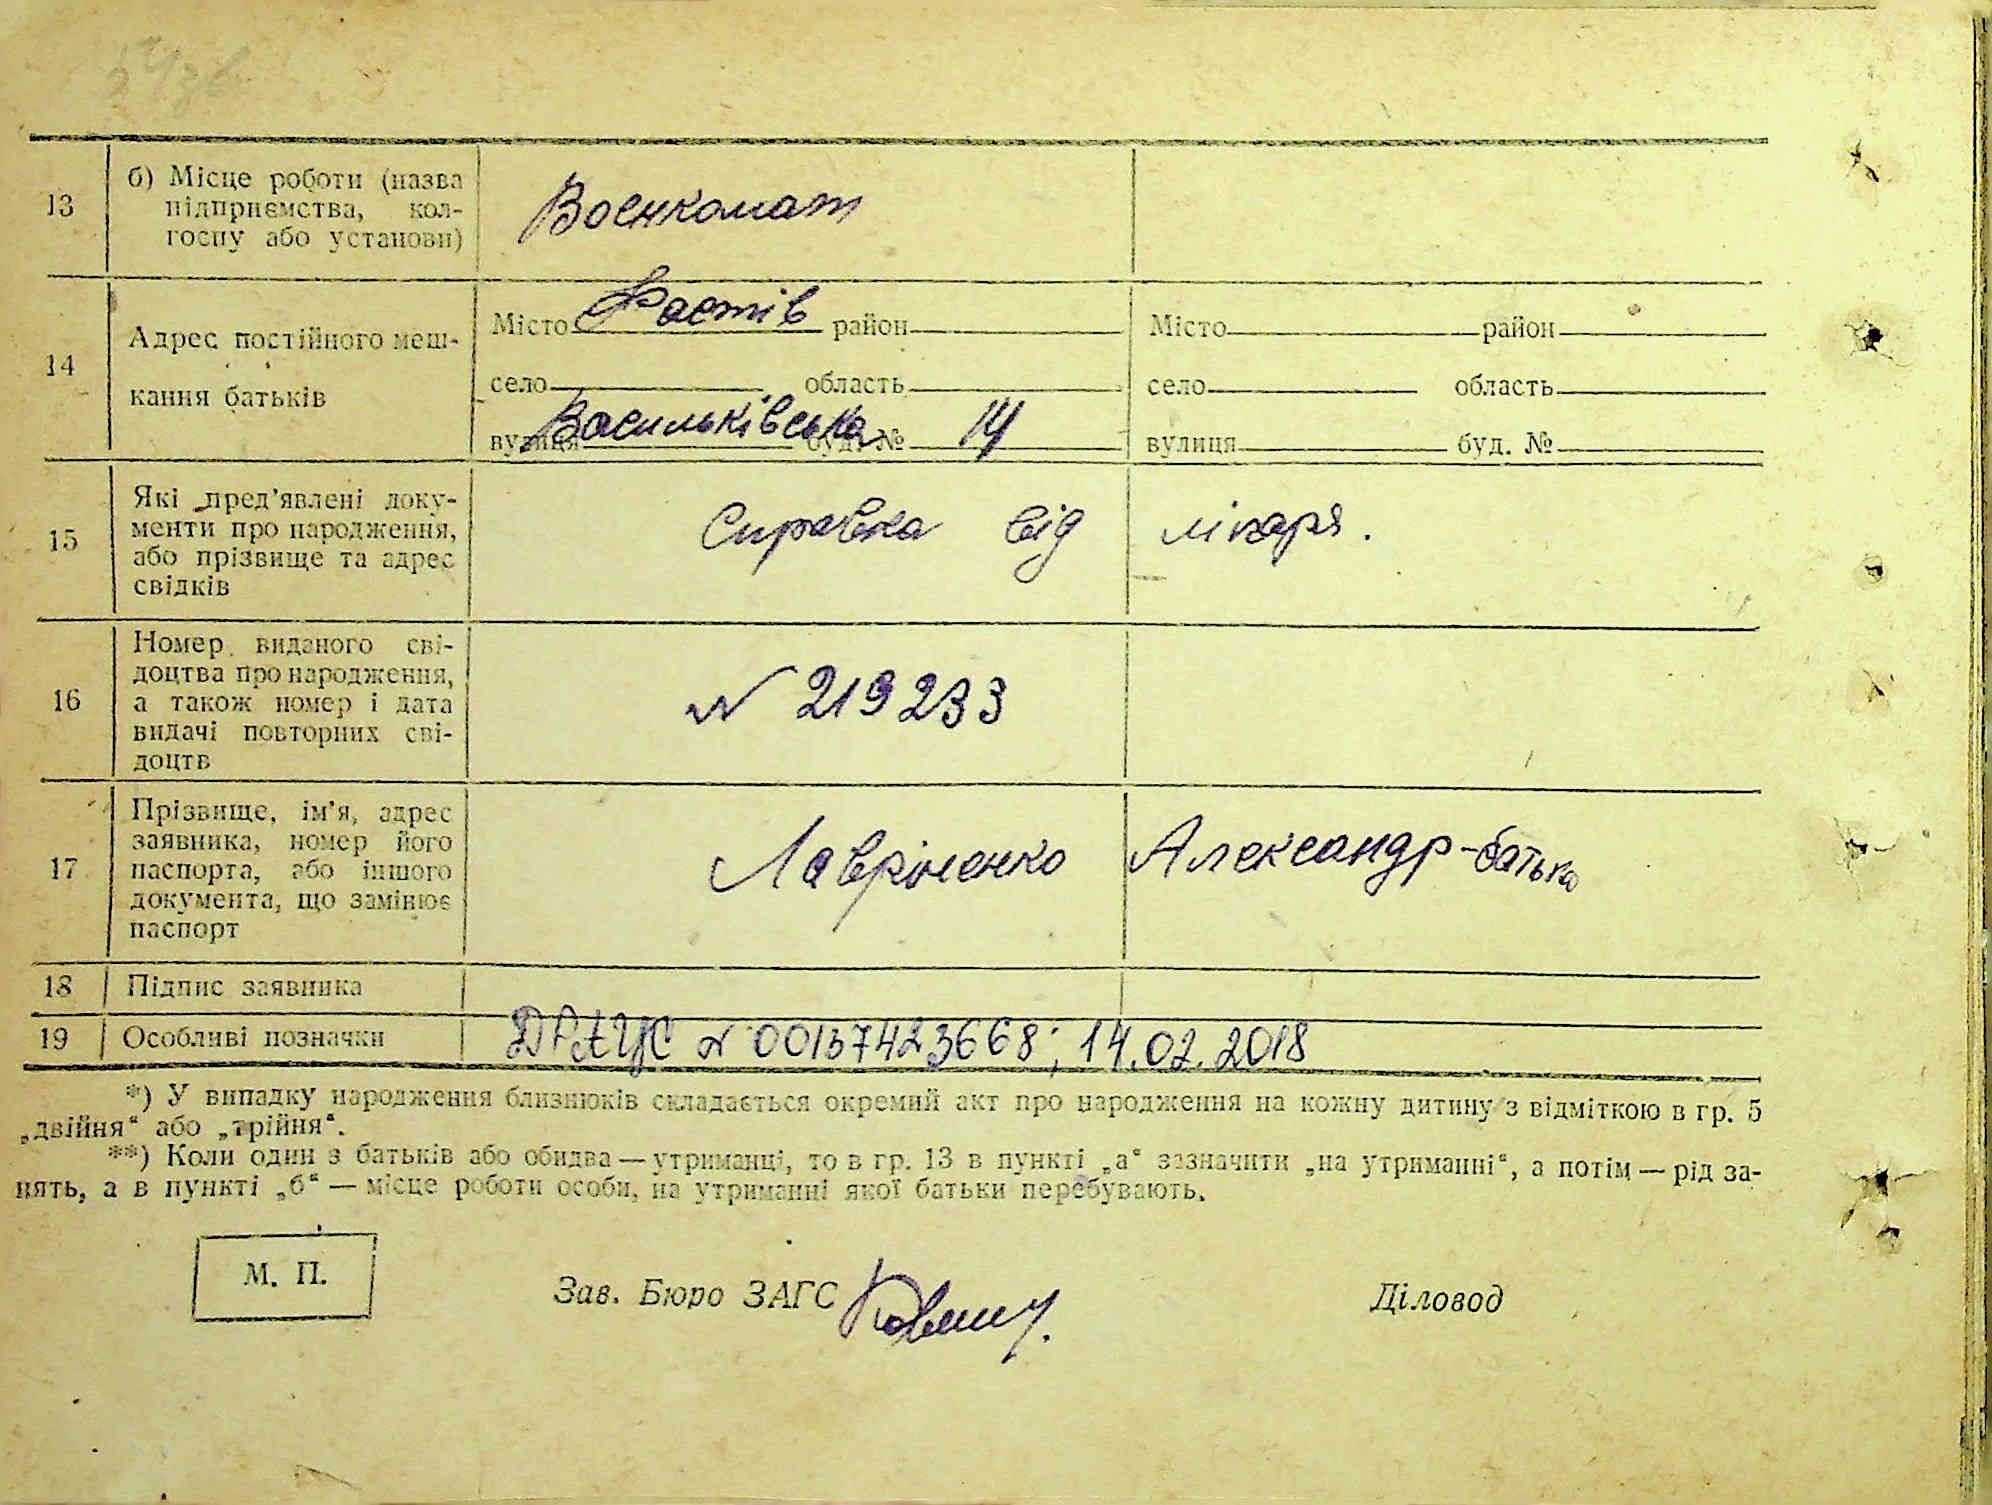 13
б) Місце роботи (назва
підприємства, кол-
госпу або установи)
Воєнкомат
14
Адрес постійного меш-
кання батьків
Місто Фастів район
село область
вулиця Васильківська буд. № 14
Місто район
село область
вулиця буд. №
15
Які пред’явлені доку-
менти про народження,
або прізвище та адрес
свідків
Справка від лікаря.
16
Номер виданого сві-
доцтва про народження,
а також номер і дата
видачі повторних сві-
доцтв
N 219233
17
Прізвище, ім’я, адрес
заявника, номер його
паспорта, або іншого
документа, що замінює
паспорт
Лавріненко Александр - батько
18 Підпис заявника
19 Особливі позначки
ДРАЦС N 00137423668; 14.02.2018
*) У випадку народження близнюків складається окремий акт про народження на кожну дитину з відміткою в гр. 5
„двійня“ або „трійня“.
**) Коли один з батьків або обидва — утриманці, то в гр. 13 в пункті „а“ зазначити „на утриманні“, а потім — рід за-
нять, а в пункті „б“ — місце роботи особи, на утриманні якої батьки перебувають.
М. П.
Зав. Бюро ЗАГС
Діловод